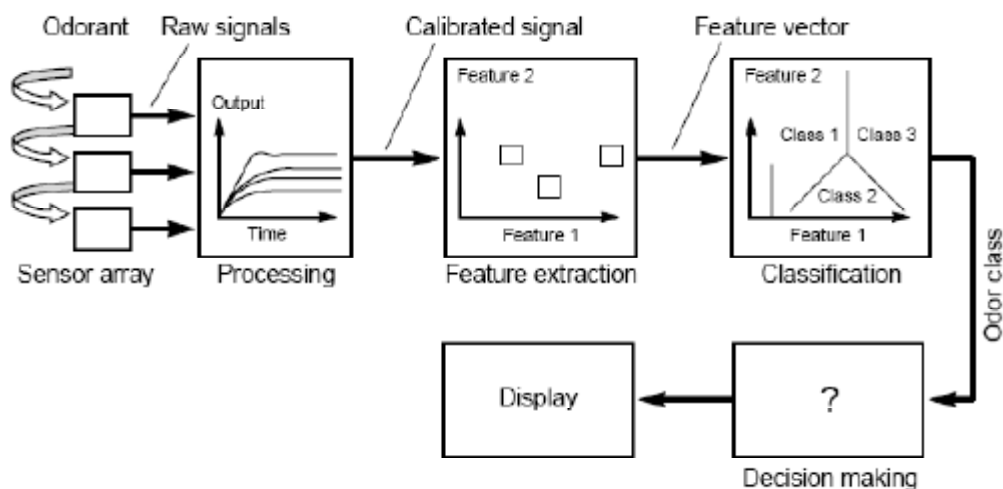 Odorant
Raw signals
Calibrated signal
Feature vector
Output
Time
Feature 2
Feature 1
Feature 2
Class 1
Class 3
Class 2
Feature 1
Sensor array
Processing
Feature extraction
Classification
Odor class
Display
?
Decision making